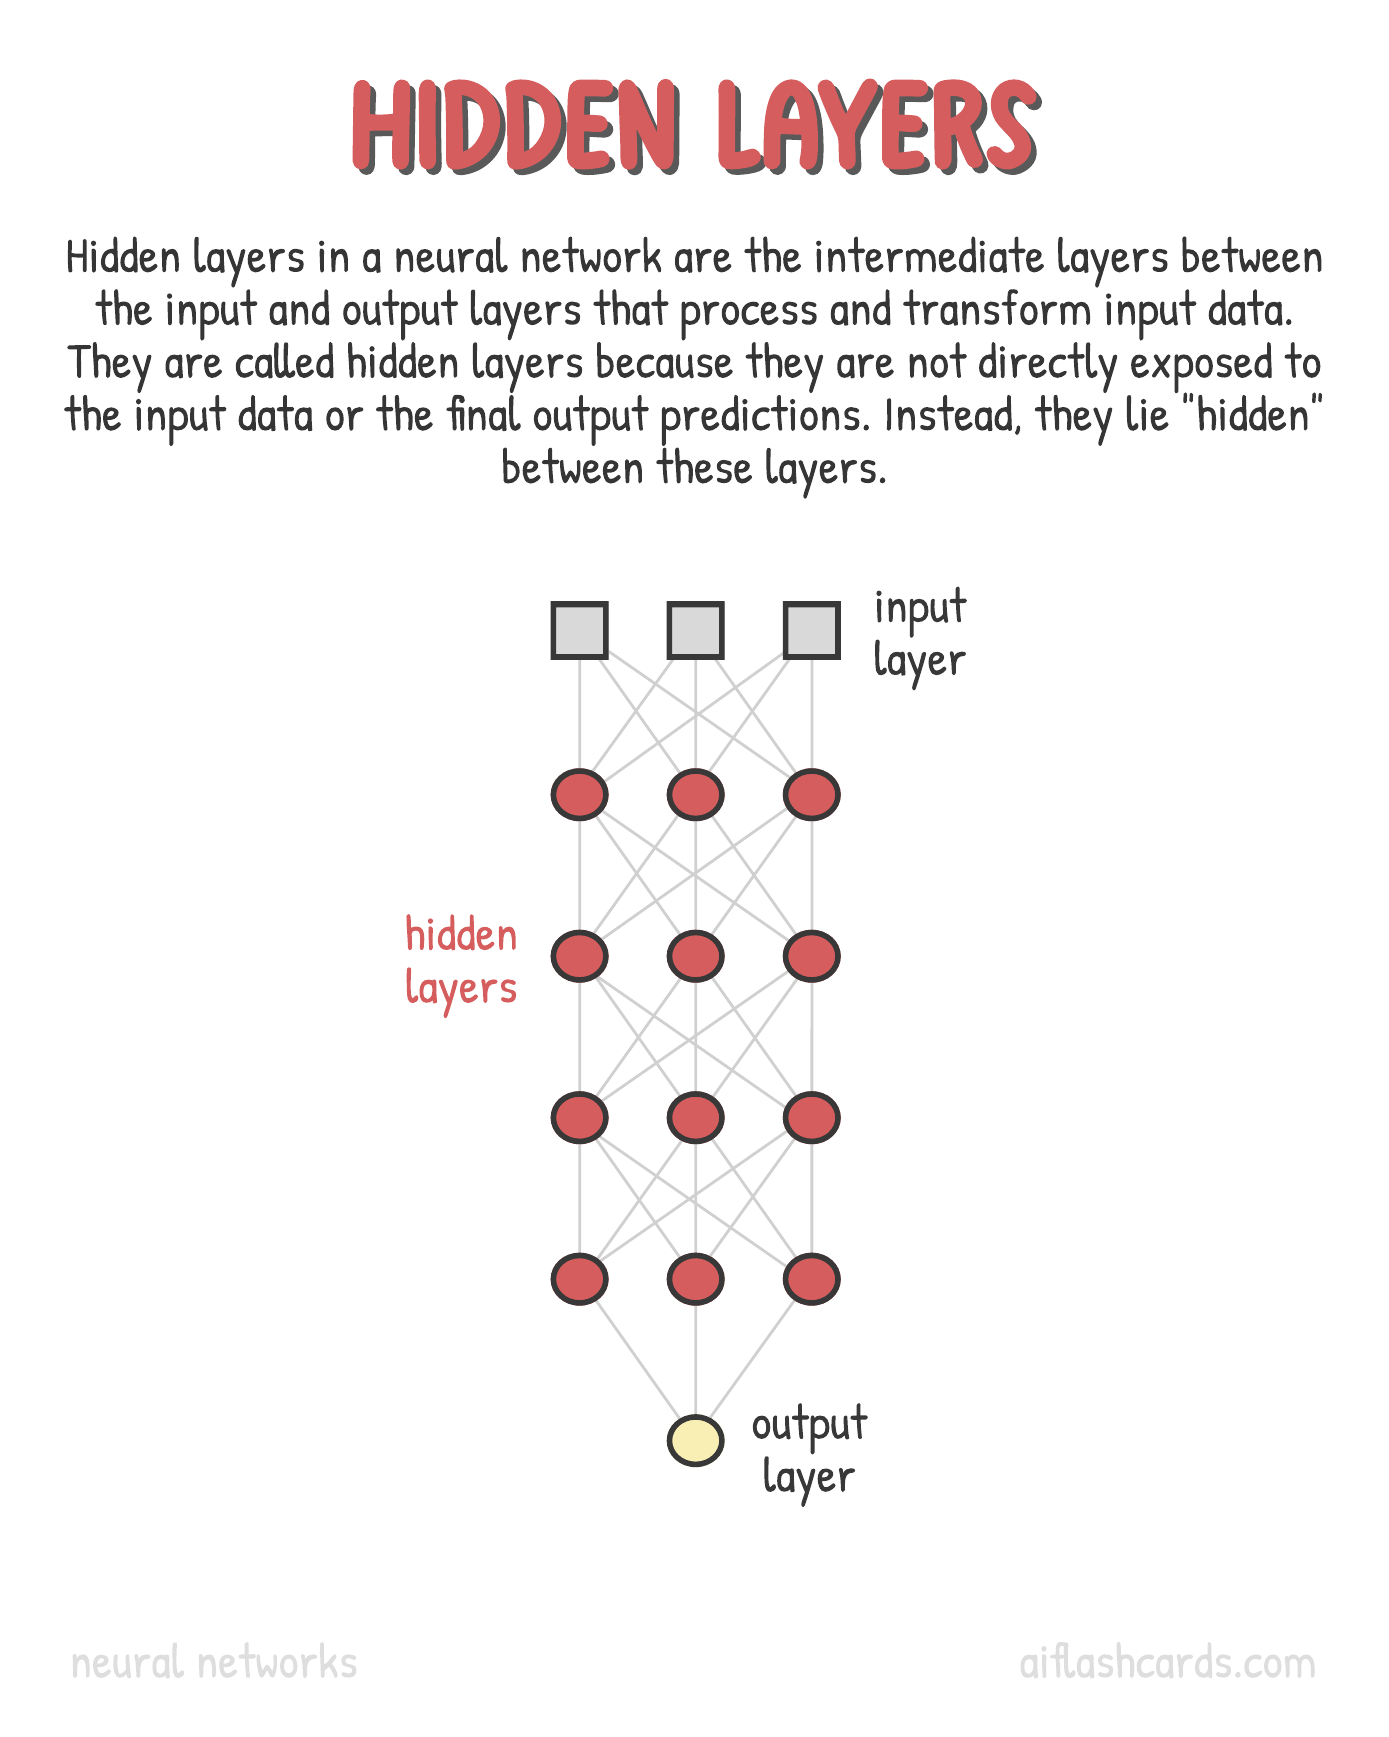 HIDDEN LAYERS
Hidden layers in a neural network are the intermediate layers between
the input and output layers that process and transform input data.
They are called hidden layers because they are not directly exposed to
the input data or the final output predictions. Instead, they lie "hidden"
between these layers.
input
layer
hidden
layers
output
layer
neural networks
aiflashcards.com